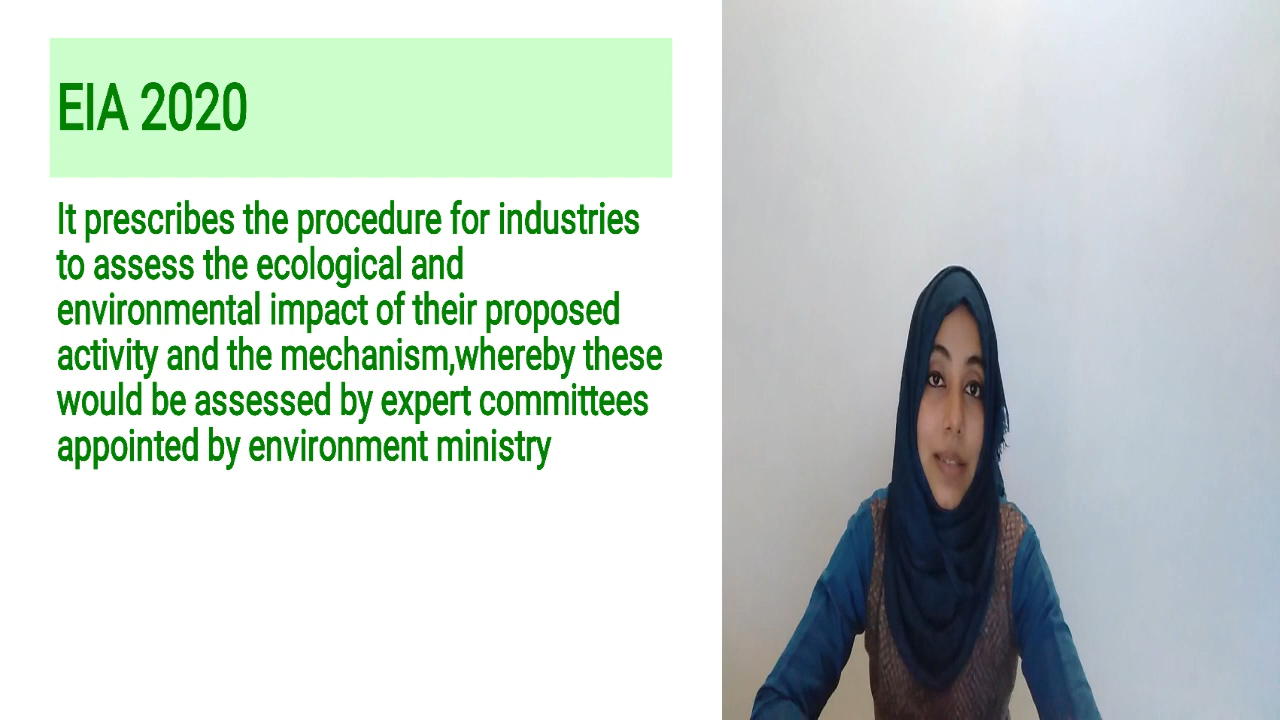 EIA 2020
It prescribes the procedure for industries
to assess the ecological and
environmental impact of their proposed
activity and the mechanism,whereby these
would be assessed by expert committees
appointed by environment ministry